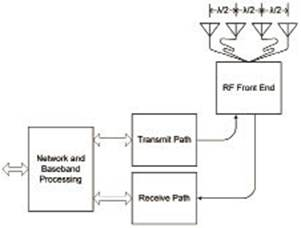 λ/2 λ/2 λ/2
RF Front End
Transmit Path
Network and
Baseband
Processing
Receive Path